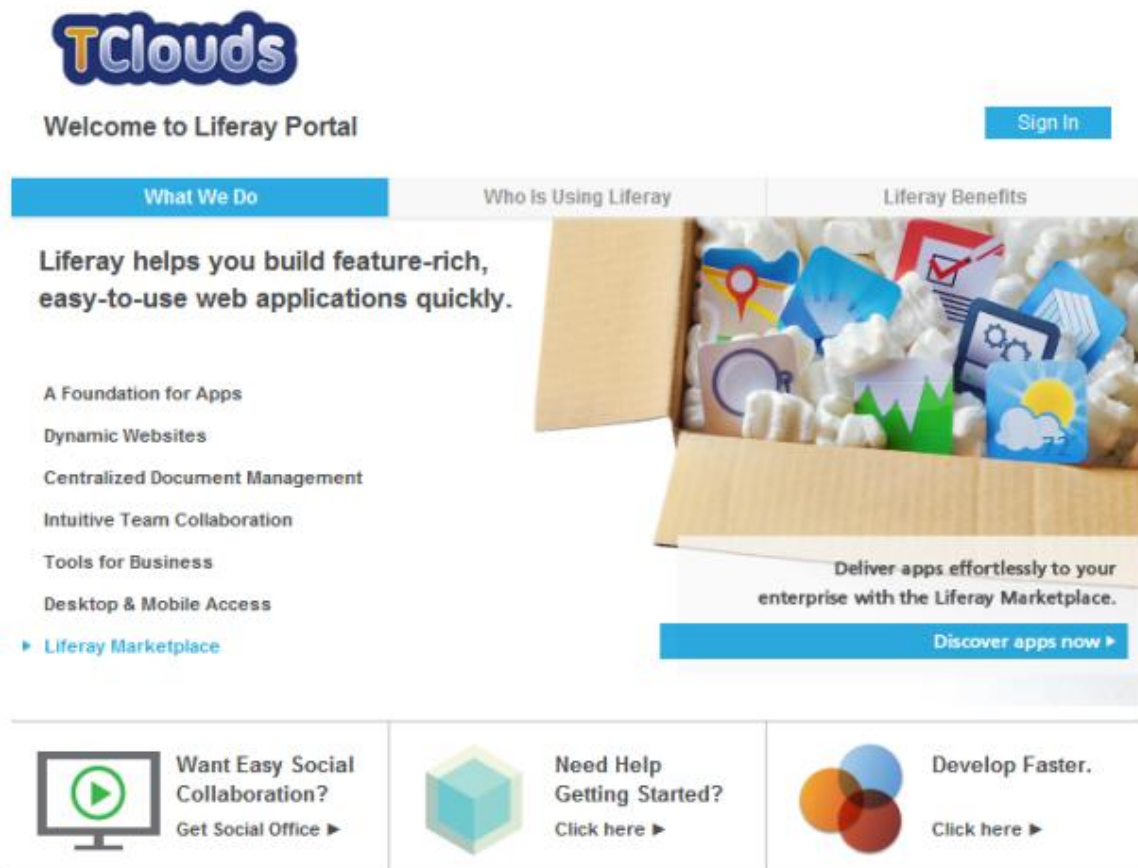 TClouds
Welcome to Liferay Portal
Sign In
What We Do
Who Is Using Liferay
Liferay Benefits
Liferay helps you build feature-rich,
easy-to-use web applications quickly.
A Foundation for Apps
Dynamic Websites
Centralized Document Management
Intuitive Team Collaboration
Tools for Business
Desktop & Mobile Access
Liferay Marketplace
72
Deliver apps effortlessly to your
enterprise with the Liferay Marketplace.
Discover apps now
Want Easy Social
Collaboration?
Get Social Office
Need Help
Getting Started?
Click here
Develop Faster.
Click here